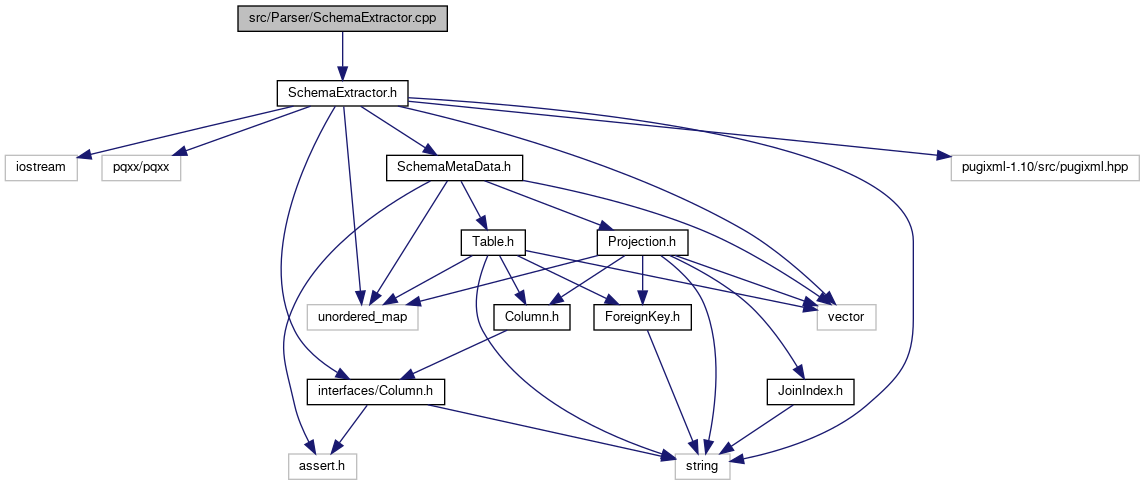 src/Parser/SchemaExtractor.cpp
SchemaExtractor.h
iostream
pqxx/pqxx
SchemaMetaData.h
pugixml-1.10/src/pugixml.hpp
Table.h
Projection.h
unordered_map
Column.h
ForeignKey.h
vector
interfaces/Column.h
JoinIndex.h
assert.h
string